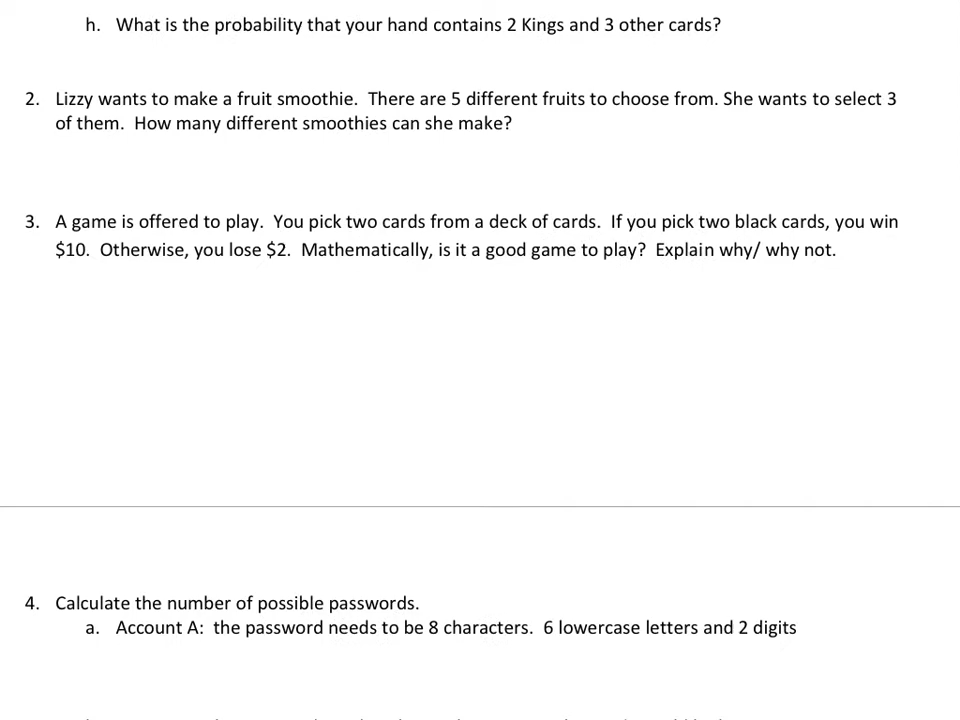 h. What is the probability that your hand contains 2 Kings and 3 other cards?
2. Lizzy wants to make a fruit smoothie. There are 5 different fruits to choose from. She wants to select 3
of them. How many different smoothies can she make?
3. A game is offered to play. You pick two cards from a deck of cards. If you pick two black cards, you win
$10. Otherwise, you lose $2. Mathematically, is it a good game to play? Explain why/ why not.
4. Calculate the number of possible passwords.
a. Account A: the password needs to be 8 characters. 6 lowercase letters and 2 digits